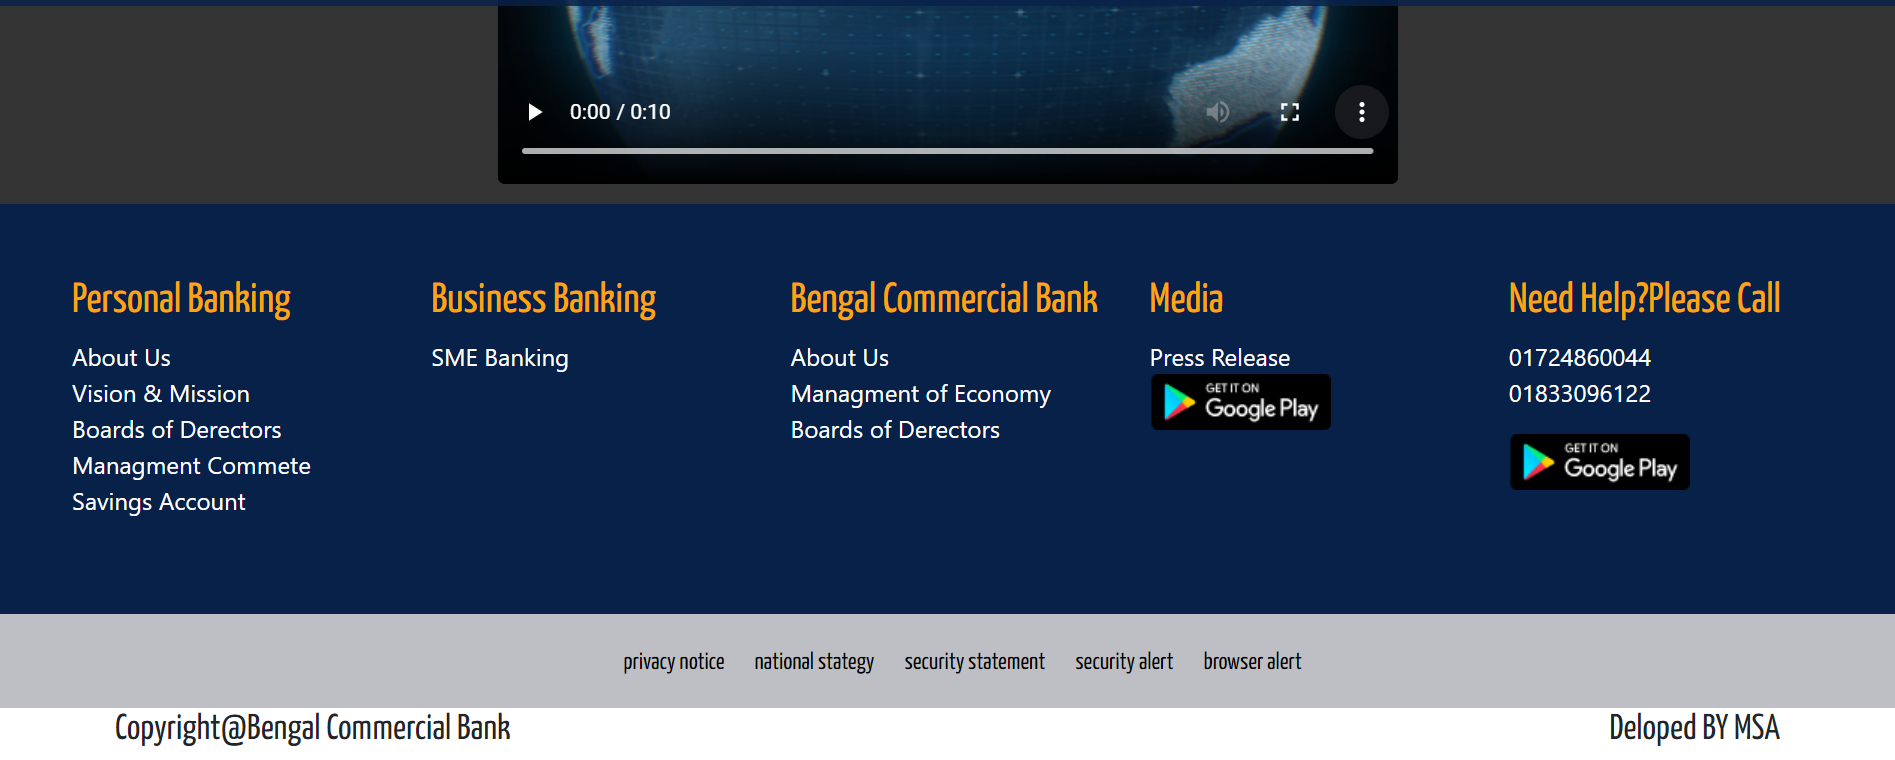 0:00 / 0:10
Personal Banking
About Us
Vision & Mission
Boards of Derectors
Managment Commete
Savings Account
Business Banking
SME Banking
Bengal Commercial Bank
About Us
Managment of Economy
Boards of Derectors
Media
Press Release
GET IT ON
Google Play
Need Help?Please Call
01724860044
01833096122
GET IT ON
Google Play
privacy notice national stategy security statement security alert browser alert
Copyright@Bengal Commercial Bank
Deloped BY MSA